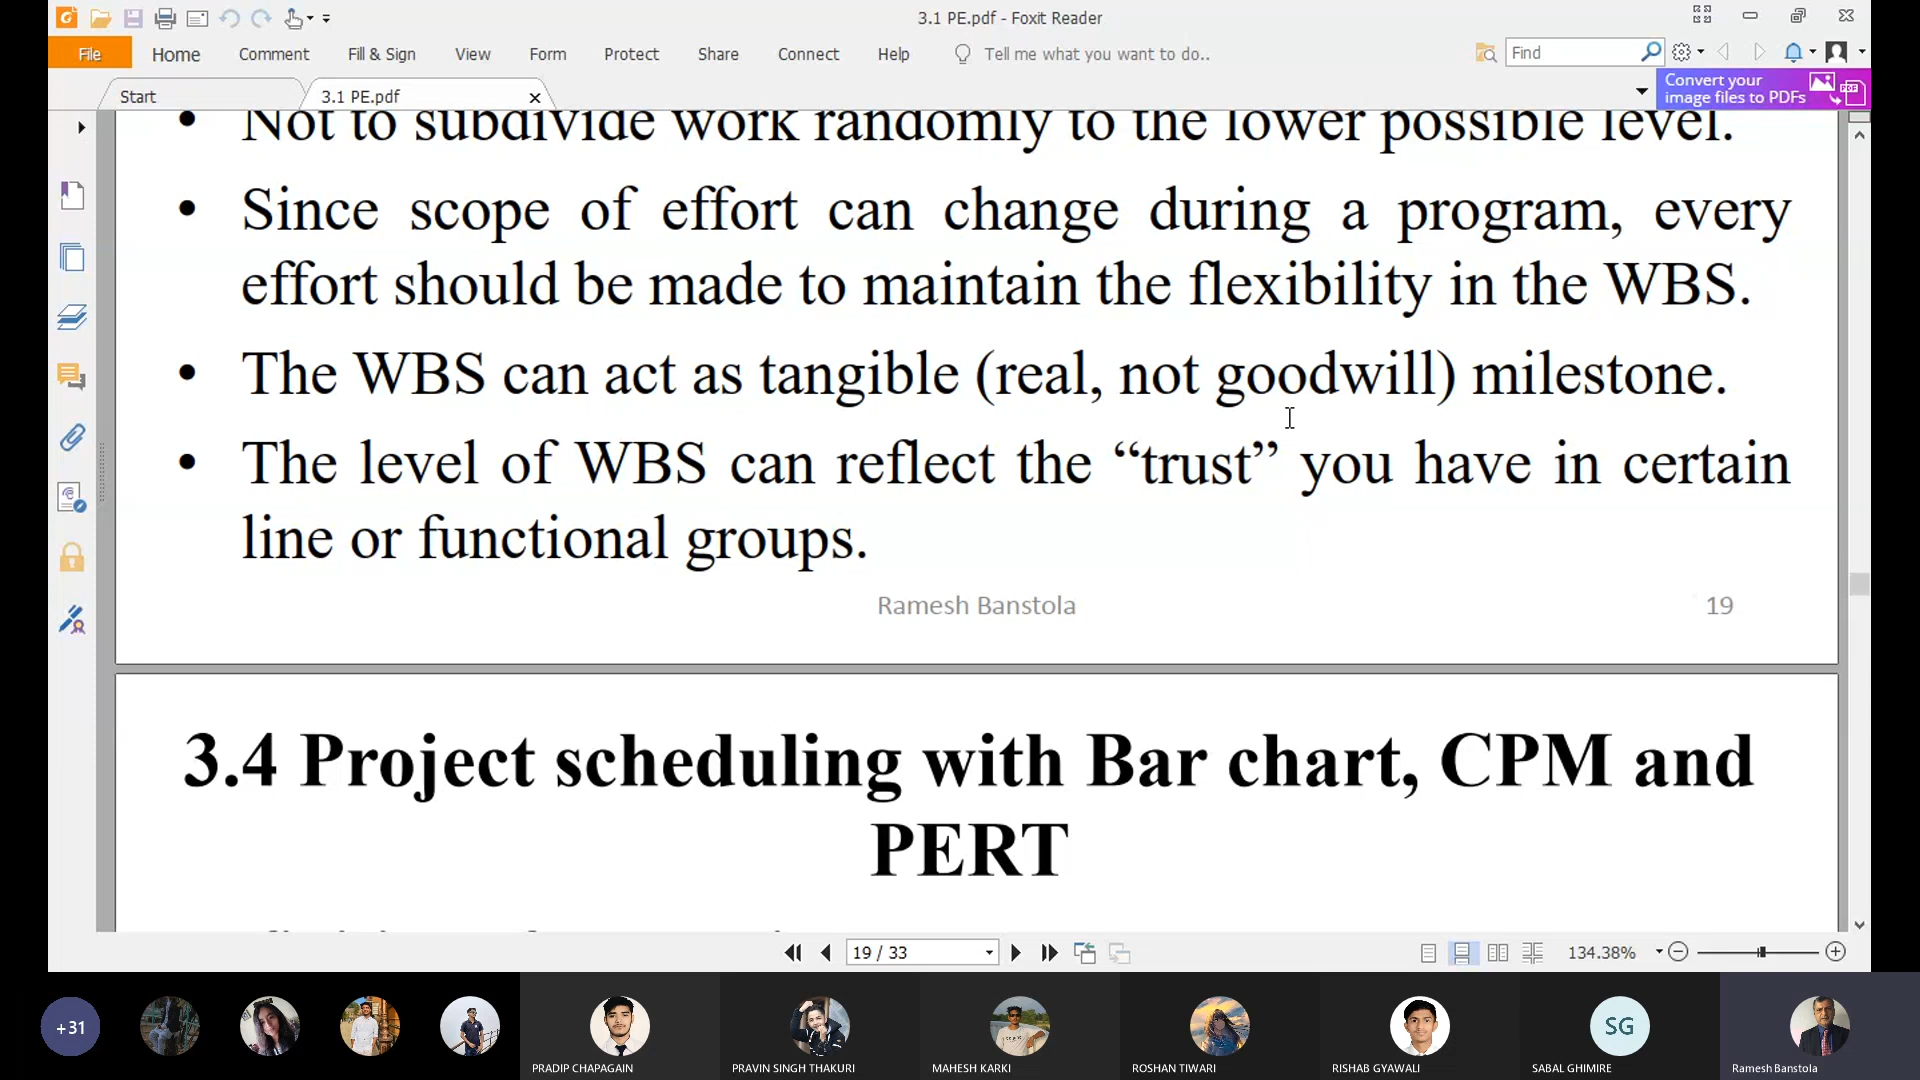 3.1 PE.pdf - Foxit Reader
File Home Comment Fill & Sign View Form Protect Share Connect Help Tell me what you want to do.. Find
Start 3.1 PE.pdf
Convert your
image files to PDFs
• Not to subdivide work randomly to the lower possible level.
• Since scope of effort can change during a program, every
effort should be made to maintain the flexibility in the WBS.
• The WBS can act as tangible (real, not goodwill) milestone.
• The level of WBS can reflect the “trust” you have in certain
line or functional groups.
Ramesh Banstola 19
3.4 Project scheduling with Bar chart, CPM and
PERT
19 / 33 134.38%
+31 SG
PRADIP CHAPAGAIN PRAVIN SINGH THAKURI MAHESH KARKI ROSHAN TIWARI RISHAB GYAWALI SABAL GHIMIRE Ramesh Banstola